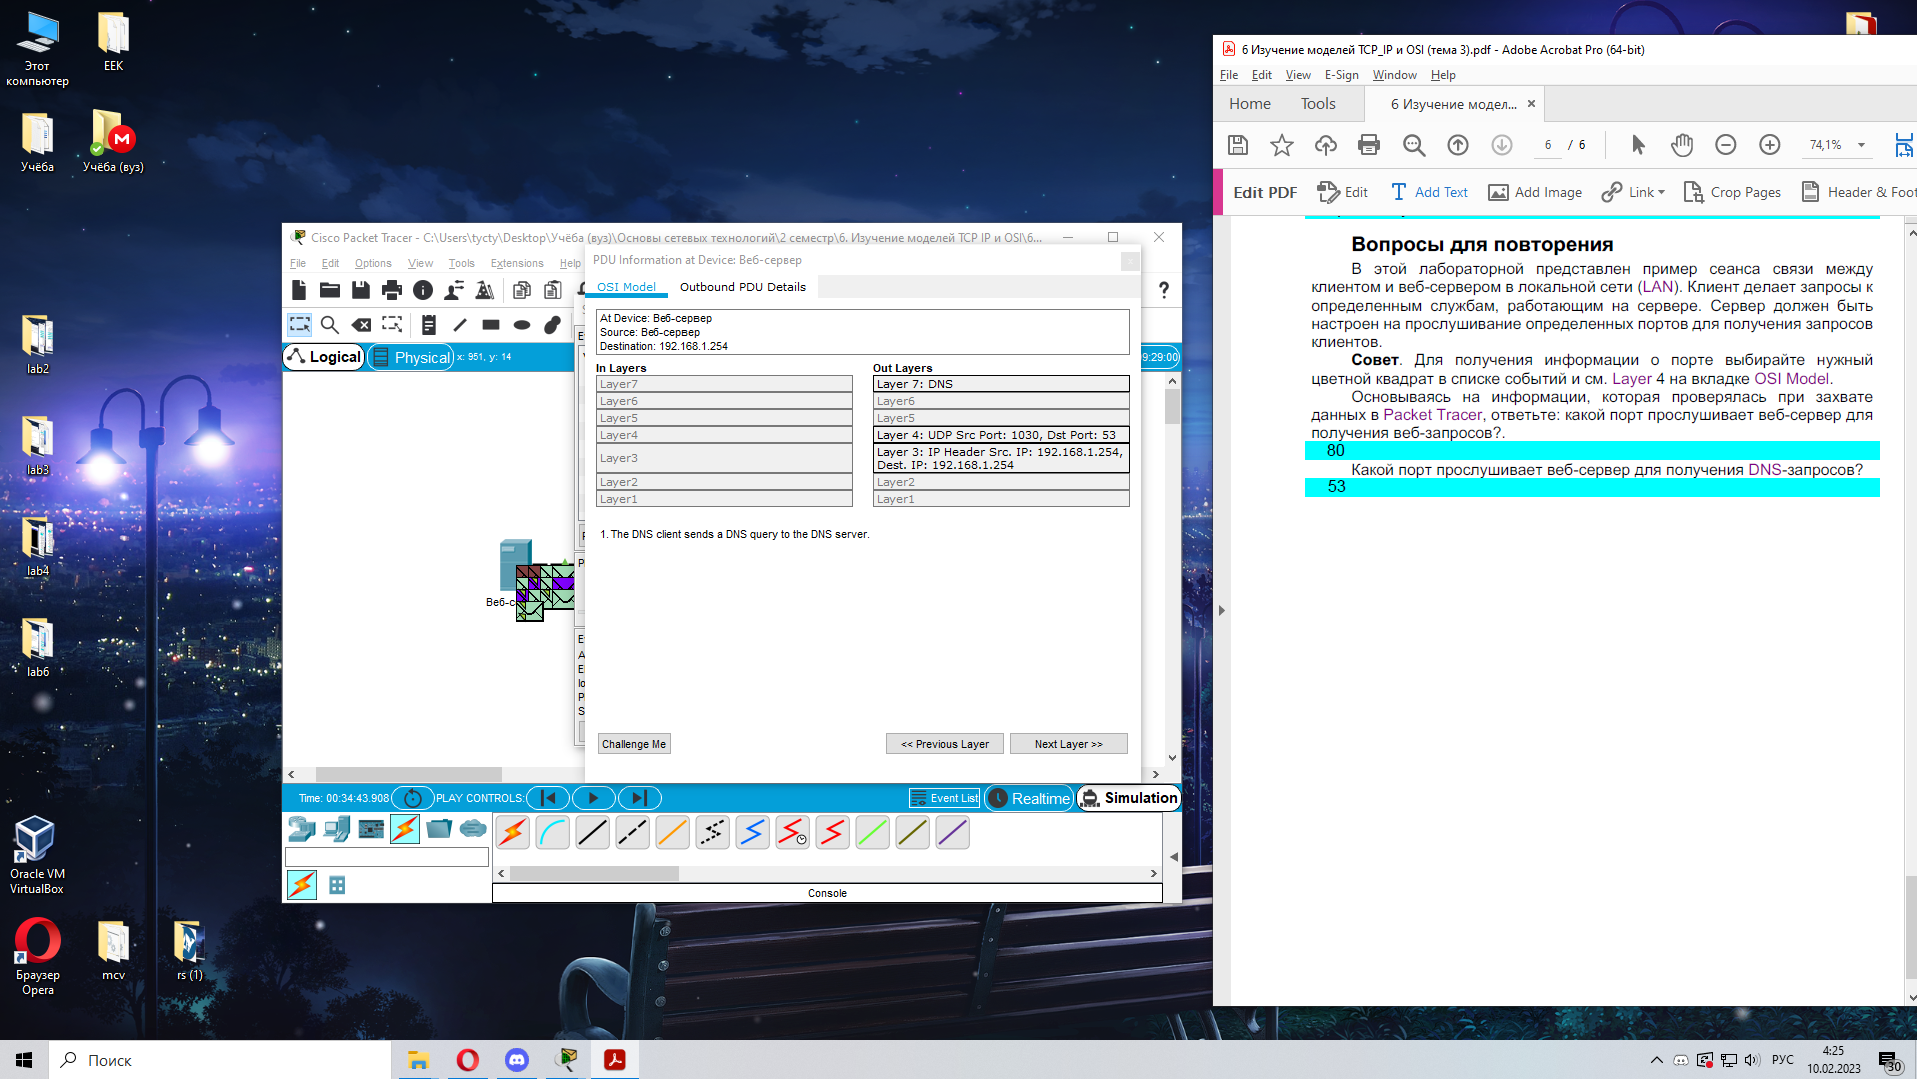 Этот
компьютер
EEK
Учёба
Учёба (вуз)
lab2
lab3
lab4
lab6
Oracle VM
VirtualBox
Браузер
Opera
mcv
rs (1)
Cisco Packet Tracer - C:\Users\tycty\Desktop\Учёба (вуз)\Основы сетевых технологий\2 семестр\6. Изучение моделей TCP IP и OSI\6...
File Edit Options View Tools Extensions Help
Logical
Physical
x: 951, y: 14
9:29:00
Веб-с
PDU Information at Device: Веб-сервер
OSI Model
Outbound PDU Details
At Device: Веб-сервер
Source: Веб-сервер
Destination: 192.168.1.254
In Layers
Layer7
Layer6
Layer5
Layer4
Layer3
Layer2
Layer1
Out Layers
Layer 7: DNS
Layer6
Layer5
Layer 4: UDP Src Port: 1030, Dst Port: 53
Layer 3: IP Header Src. IP: 192.168.1.254,
Dest. IP: 192.168.1.254
Layer2
Layer1
1. The DNS client sends a DNS query to the DNS server.
Challenge Me
<< Previous Layer
Next Layer >>
Time: 00:34:43.908
PLAY CONTROLS:
Event List
Realtime
Simulation
Console
6 Изучение моделей TCP_IP и OSI (тема 3).pdf - Adobe Acrobat Pro (64-bit)
File Edit View E-Sign Window Help
Home
Tools
6 Изучение модел...
6 / 6
74,1%
Edit PDF
Edit
Add Text
Add Image
Link
Crop Pages
Header & Foot
Вопросы для повторения
В этой лабораторной представлен пример сеанса связи между
клиентом и веб-сервером в локальной сети (LAN). Клиент делает запросы к
определенным службам, работающим на сервере. Сервер должен быть
настроен на прослушивание определенных портов для получения запросов
клиентов.
Совет. Для получения информации о порте выбирайте нужный
цветной квадрат в списке событий и см. Layer 4 на вкладке OSI Model.
Основываясь на информации, которая проверялась при захвате
данных в Packet Tracer, ответьте: какой порт прослушивает веб-сервер для
получения веб-запросов?.
80
Какой порт прослушивает веб-сервер для получения DNS-запросов?
53
Поиск
РУС
4:25
10.02.2023
30